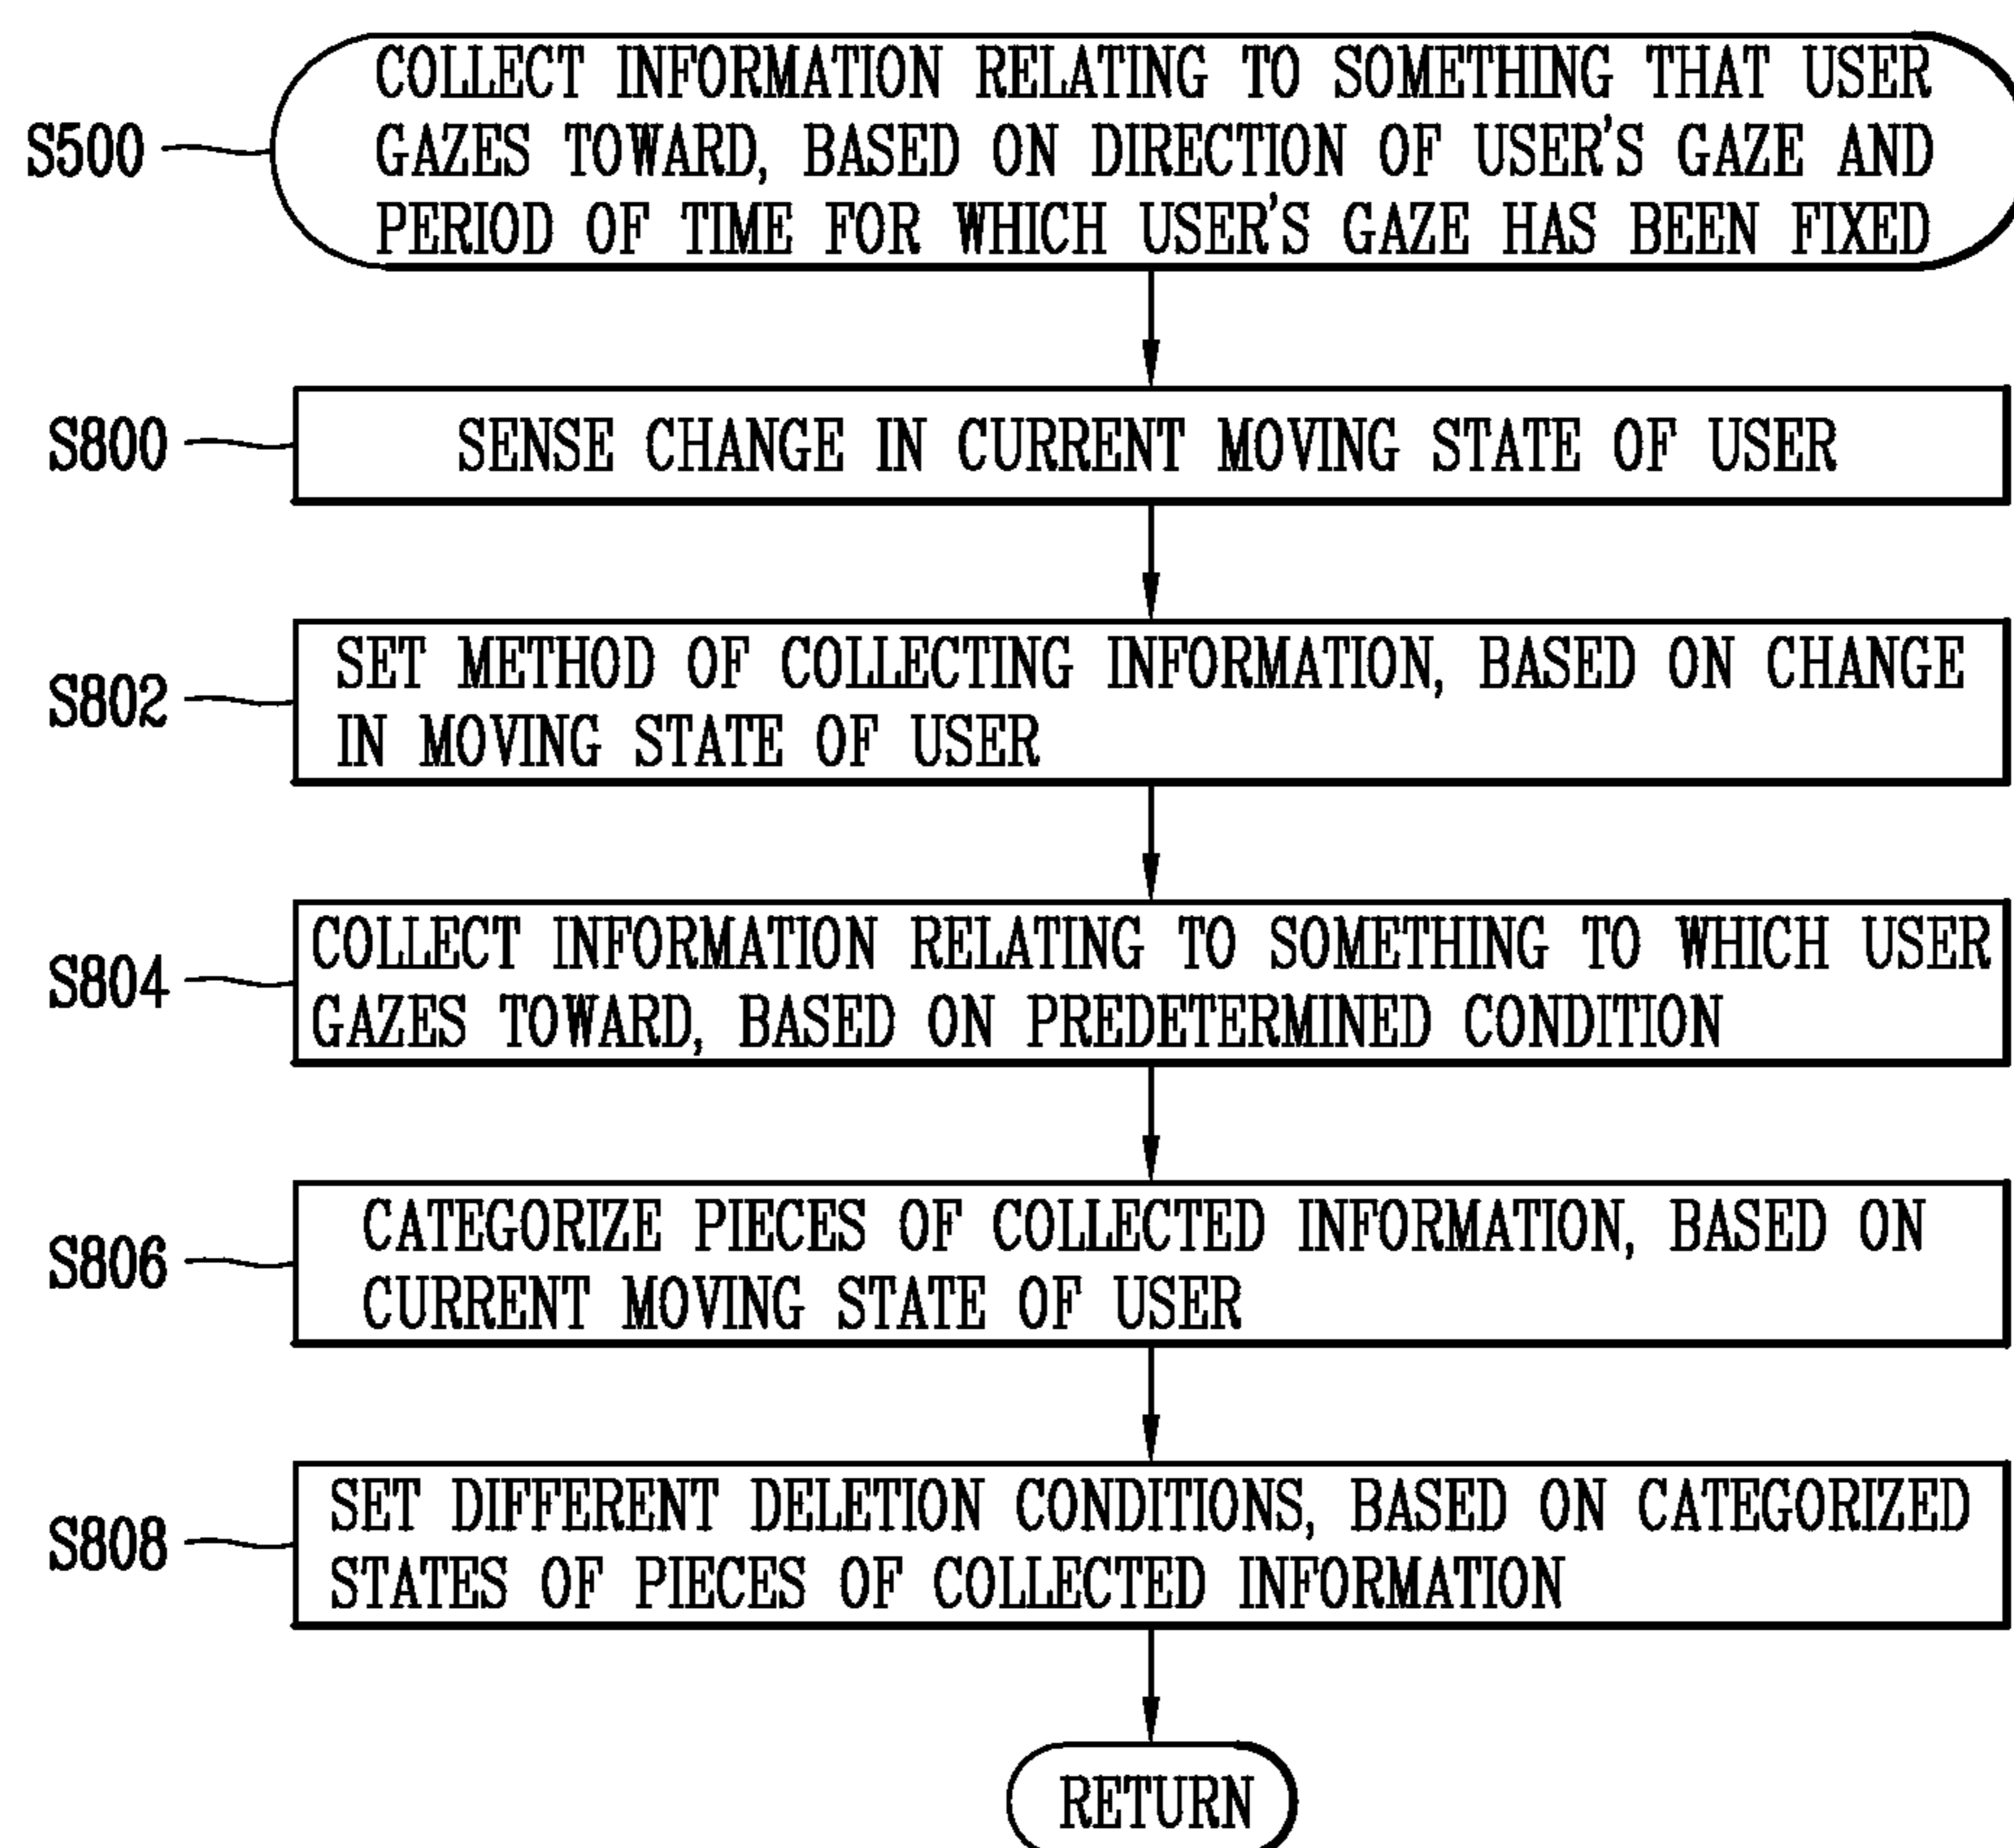 COLLECT INFORMATION RELATING TO SOMETHING THAT USER
S500
GAZES TOWARD, BASED ON DIRECTION OF USER'S GAZE AND
PERIOD OF TIME FOR WHICH USER'S GAZE HAS BEEN FIXED
S800
SENSE CHANGE IN CURRENT MOVING STATE OF USER
S802
SET METHOD OF COLLECTING INFORMATION, BASED ON CHANGE
IN MOVING STATE OF USER
S804
COLLECT INFORMATION RELATING TO SOMETHING TO WHICH USER
GAZES TOWARD, BASED ON PREDETERMINED CONDITION
S806
CATEGORIZE PIECES OF COLLECTED INFORMATION, BASED ON
CURRENT MOVING STATE OF USER
S808
SET DIFFERENT DELETION CONDITIONS, BASED ON CATEGORIZED
STATES OF PIECES OF COLLECTED INFORMATION
RETURN